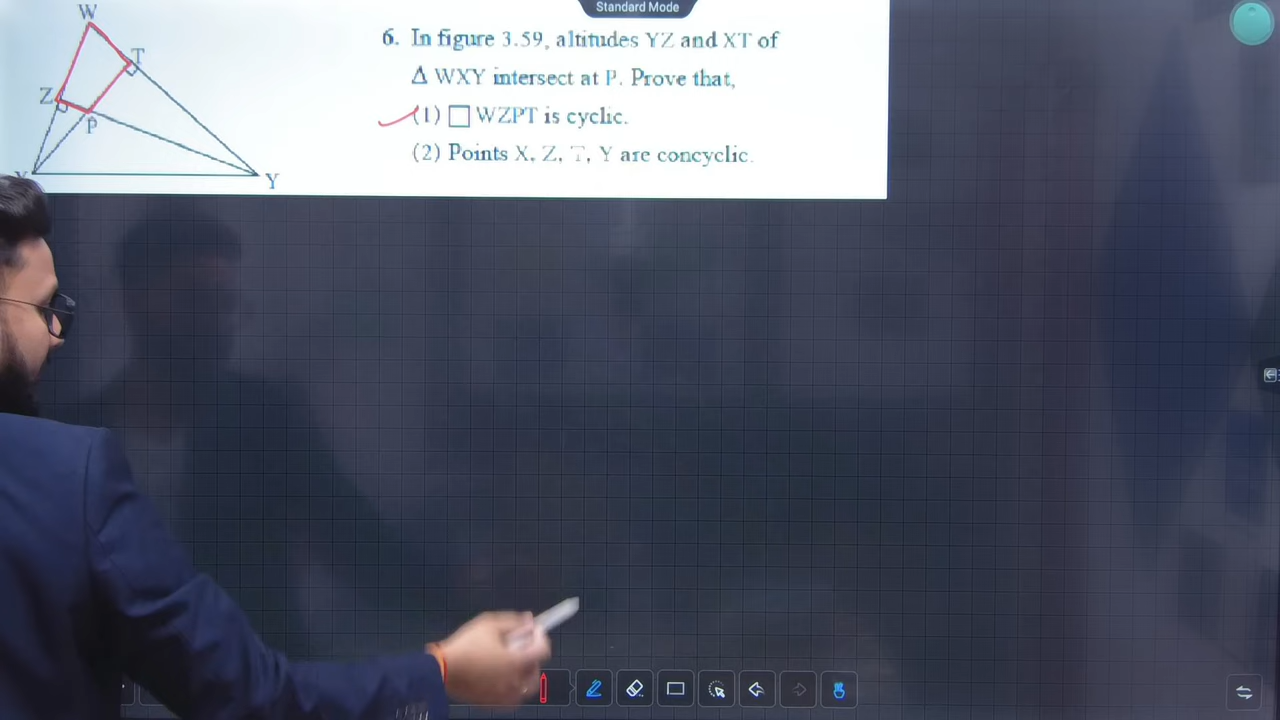 Standard Mode
W
T
Z
P
Y
6. In figure 3.59, altitudes YZ and XT of
Δ WXY intersect at P. Prove that,
(1) □ WZPT is cyclic.
(2) Points X, Z, T, Y are concyclic.